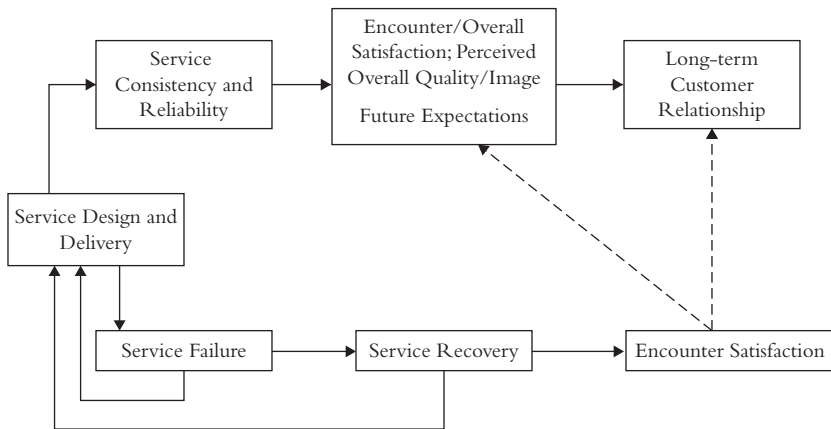 Service
Consistency and
Reliability
Encounter/Overall
Satisfaction; Perceived
Overall Quality/Image
Future Expectations
Long-term
Customer
Relationship
Service Design and
Delivery
Service Failure
Service Recovery
Encounter Satisfaction